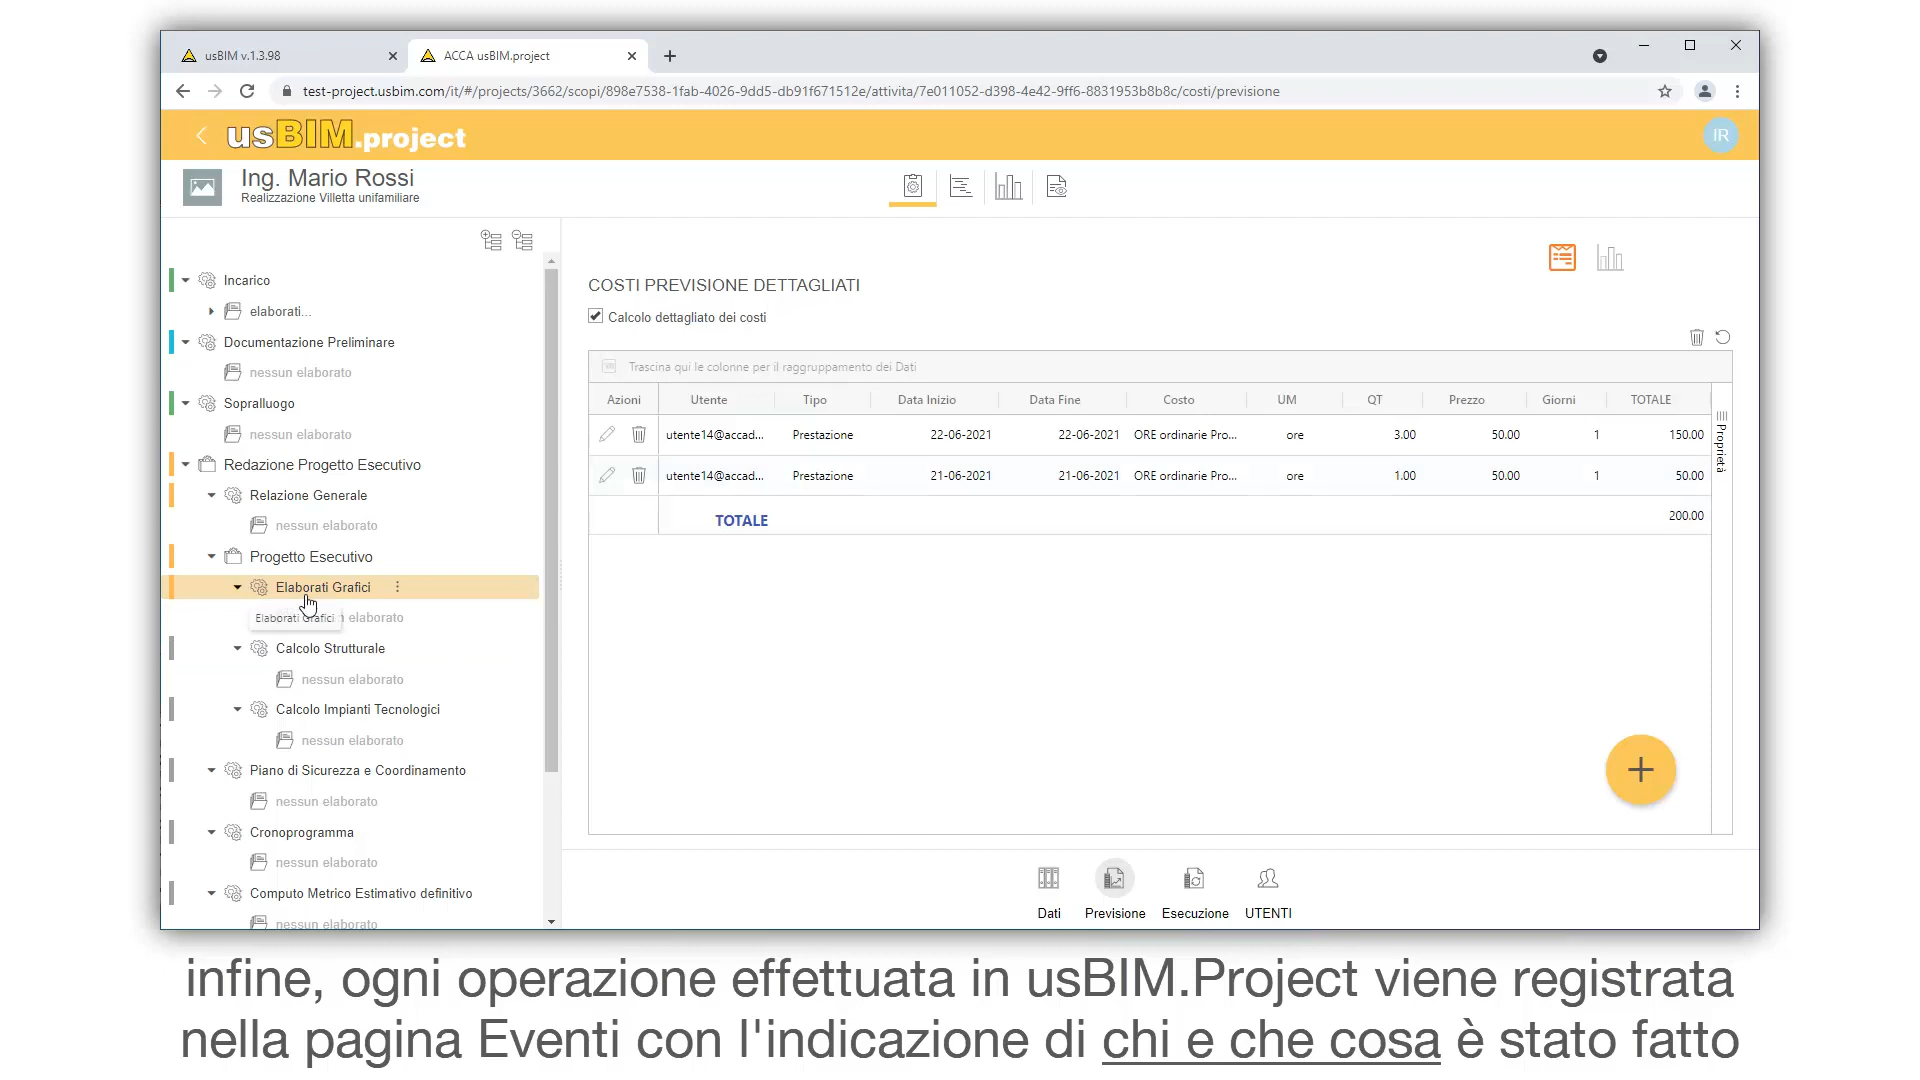 usBIM v.1.3.98
ACCA usBIM.project
test-project.usbim.com/it/#/projects/3662/scopi/898e7538-1fab-4026-9dd5-db91f671512e/attivita/7e011052-d398-4e42-9ff6-8831953b8b8c/costi/previsione
usBIM.project
IR
Ing. Mario Rossi
Realizzazione Villetta unifamiliare
Incarico
elaborati...
Documentazione Preliminare
nessun elaborato
Sopralluogo
nessun elaborato
Redazione Progetto Esecutivo
Relazione Generale
nessun elaborato
Progetto Esecutivo
Elaborati Grafici
Elaborati Grafici
elaborato
Calcolo Strutturale
nessun elaborato
Calcolo Impianti Tecnologici
nessun elaborato
Piano di Sicurezza e Coordinamento
nessun elaborato
Cronoprogramma
nessun elaborato
Computo Metrico Estimativo definitivo
nessun elaborato
COSTI PREVISIONE DETTAGLIATI
Calcolo dettagliato dei costi
Trascina qui le colonne per il raggruppamento dei Dati
Azioni Utente Tipo Data Inizio Data Fine Costo UM QT Prezzo Giorni TOTALE
utente14@accad... Prestazione 22-06-2021 22-06-2021 ORE ordinarie Pro... ore 3.00 50.00 1 150.00
utente14@accad... Prestazione 21-06-2021 21-06-2021 ORE ordinarie Pro... ore 1.00 50.00 1 50.00
TOTALE 200.00
Proprietà
Dati Previsione Esecuzione UTENTI
infine, ogni operazione effettuata in usBIM.Project viene registrata
nella pagina Eventi con l'indicazione di chi e che cosa è stato fatto